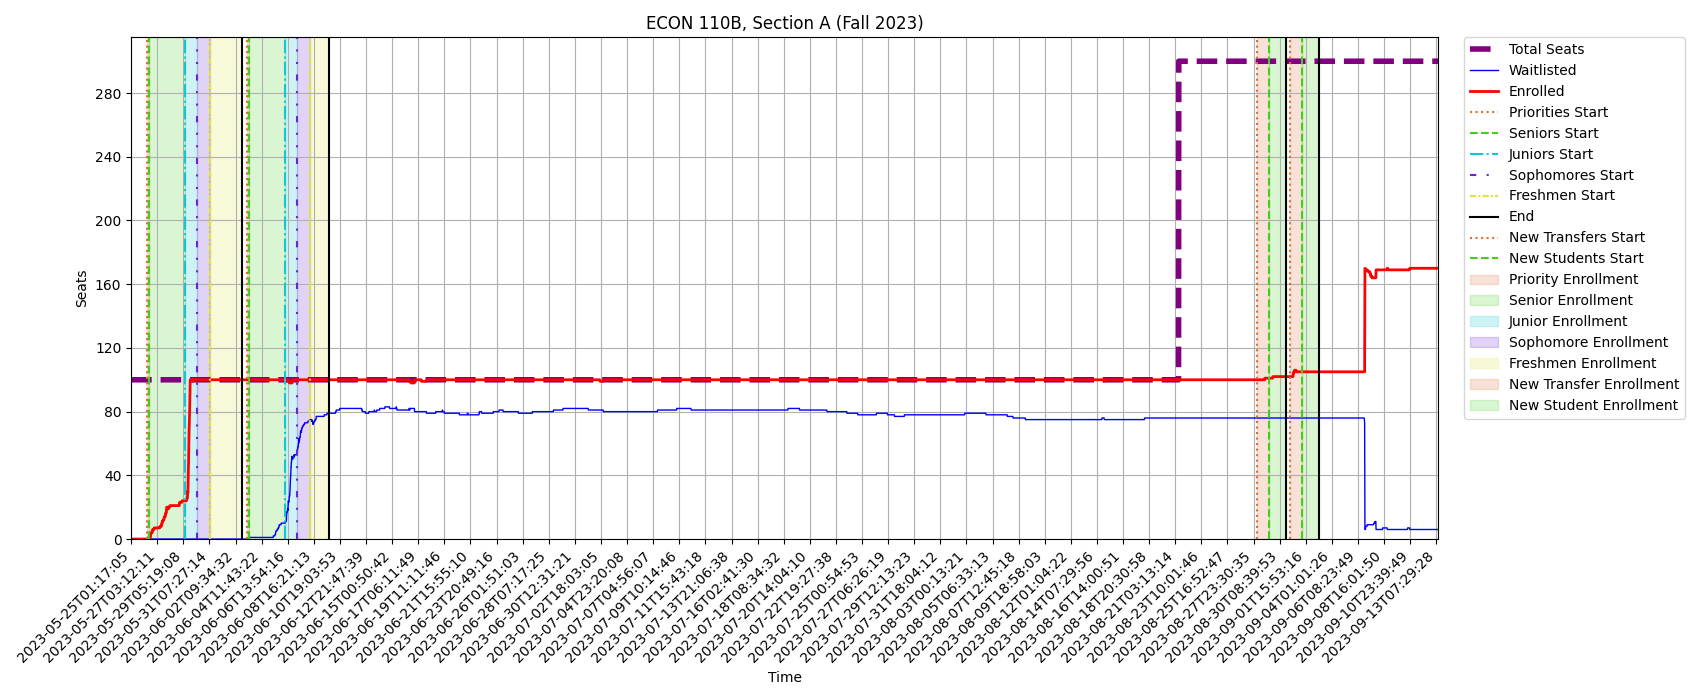 ECON 110B, Section A (Fall 2023)
Seats
280
240
200
160
120
80
40
0
2023-05-25T01:17:05
2023-05-27T03:12:11
2023-05-29T05:19:08
2023-05-31T07:27:14
2023-06-02T09:34:32
2023-06-04T11:43:22
2023-06-06T13:54:16
2023-06-08T16:21:13
2023-06-10T19:03:53
2023-06-12T21:47:39
2023-06-15T00:50:42
2023-06-17T06:11:49
2023-06-19T11:11:46
2023-06-21T15:55:10
2023-06-23T20:49:16
2023-06-26T01:51:03
2023-06-28T07:17:25
2023-06-30T12:31:21
2023-07-02T18:03:05
2023-07-04T23:20:08
2023-07-07T04:56:07
2023-07-09T10:14:46
2023-07-11T15:43:18
2023-07-13T21:06:38
2023-07-16T02:41:30
2023-07-18T08:34:32
2023-07-20T14:04:10
2023-07-22T19:27:38
2023-07-25T00:54:53
2023-07-27T06:26:19
2023-07-29T12:13:23
2023-07-31T18:04:12
2023-08-03T00:13:21
2023-08-05T06:33:13
2023-08-07T12:45:18
2023-08-09T18:58:03
2023-08-12T01:04:22
2023-08-14T07:29:56
2023-08-16T14:00:51
2023-08-18T20:30:58
2023-08-21T03:13:14
2023-08-23T10:01:46
2023-08-25T16:52:47
2023-08-27T23:30:35
2023-08-30T08:39:53
2023-09-01T15:53:16
2023-09-04T01:01:26
2023-09-06T08:23:49
2023-09-08T16:01:50
2023-09-10T23:39:49
2023-09-13T07:29:28
Time
Total Seats
Waitlisted
Enrolled
Priorities Start
Seniors Start
Juniors Start
Sophomores Start
Freshmen Start
End
New Transfers Start
New Students Start
Priority Enrollment
Senior Enrollment
Junior Enrollment
Sophomore Enrollment
Freshmen Enrollment
New Transfer Enrollment
New Student Enrollment